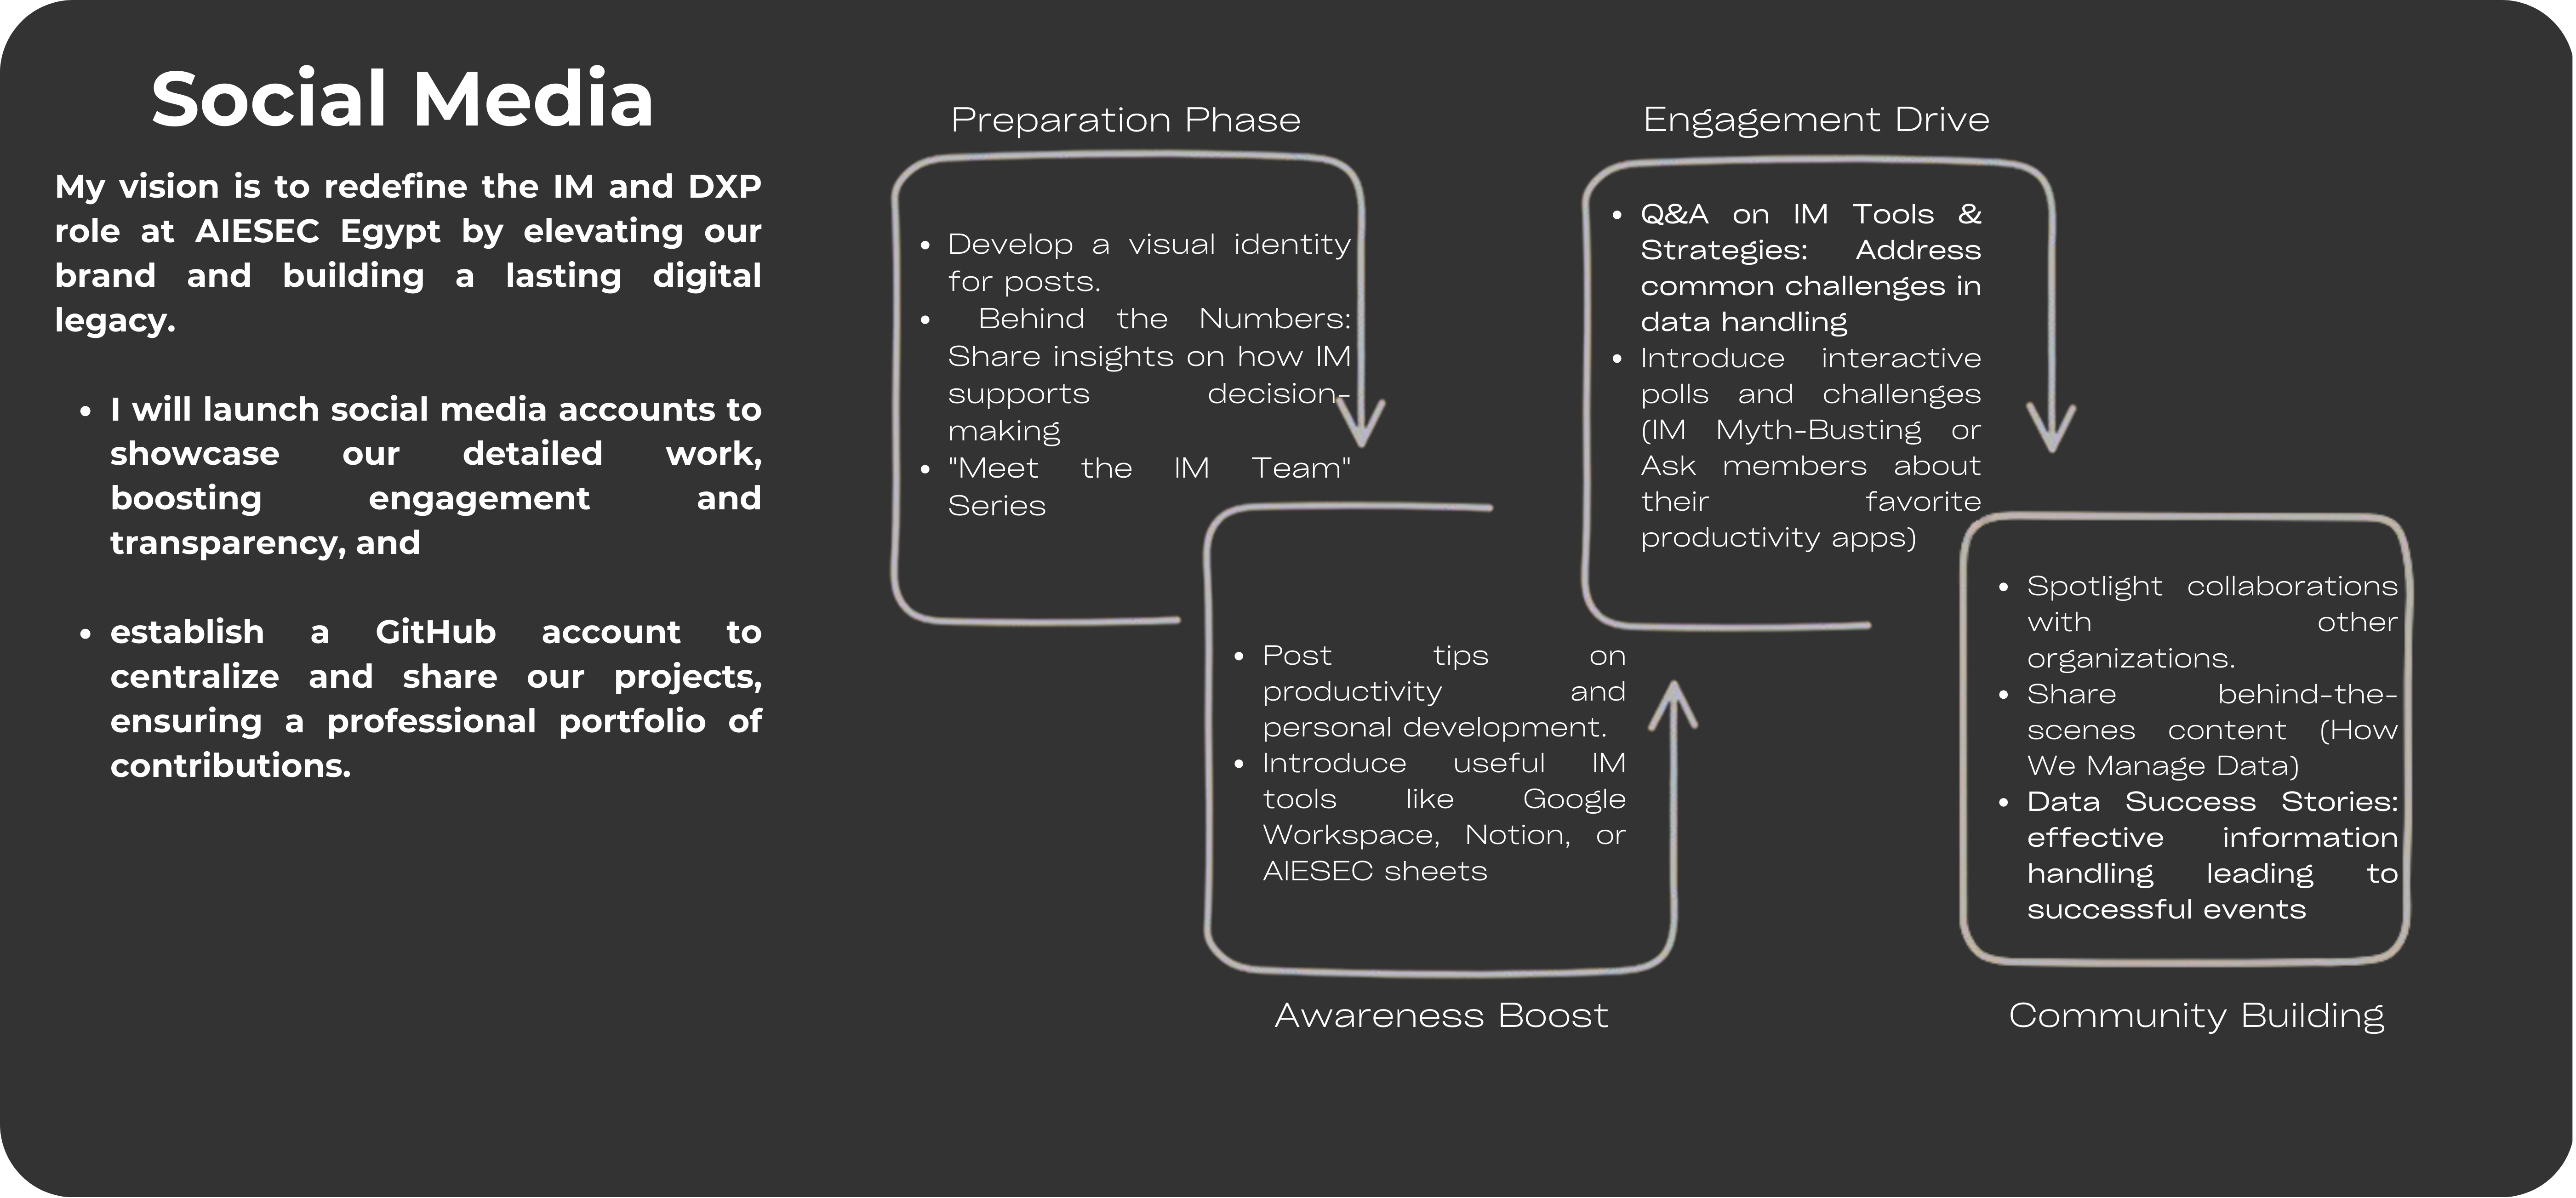 Social Media
My vision is to redefine the IM and DXP
role at AIESEC Egypt by elevating our
brand and building a lasting digital
legacy.
• I will launch social media accounts to
showcase our detailed work,
boosting engagement and
transparency, and
• establish a GitHub account to
centralize and share our projects,
ensuring a professional portfolio of
contributions.
Preparation Phase
• Develop a visual identity
for posts.
• Behind the Numbers:
Share insights on how IM
supports decision-
making
• "Meet the IM Team"
Series
• Post tips on
productivity and
personal development.
• Introduce useful IM
tools like Google
Workspace, Notion, or
AIESEC sheets
Awareness Boost
Engagement Drive
• Q&A on IM Tools &
Strategies: Address
common challenges in
data handling
• Introduce interactive
polls and challenges
(IM Myth-Busting or
Ask members about
their favorite
productivity apps)
• Spotlight collaborations
with other
organizations.
• Share behind-the-
scenes content (How
We Manage Data)
• Data Success Stories:
effective information
handling leading to
successful events
Community Building